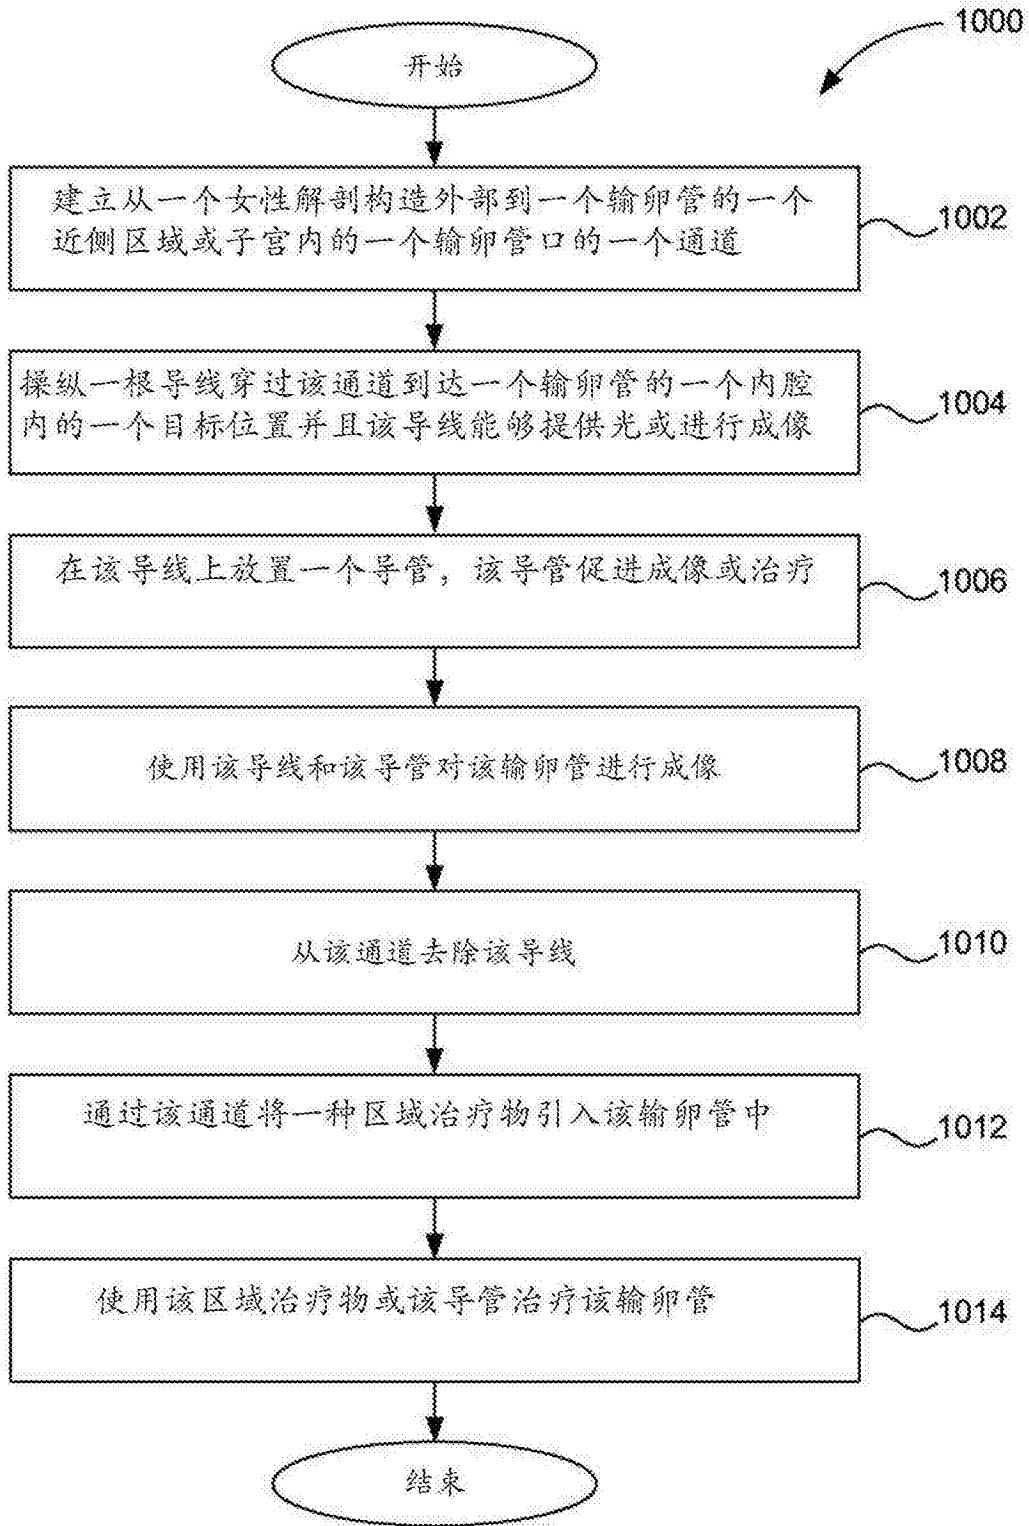 1000
开始
建立从一个女性解剖构造外部到一个输卵管的一个
近侧区域或子宫内的一个输卵管口的一个通道
1002
操纵一根导线穿过该通道到达一个输卵管的一个内腔
内的一个目标位置并且该导线能够提供光或进行成像
1004
在该导线上放置一个导管，该导管促进成像或治疗
1006
使用该导线和该导管对该输卵管进行成像
1008
从该通道去除该导线
1010
通过该通道将一种区域治疗物引入该输卵管中
1012
使用该区域治疗物或该导管治疗该输卵管
1014
结束